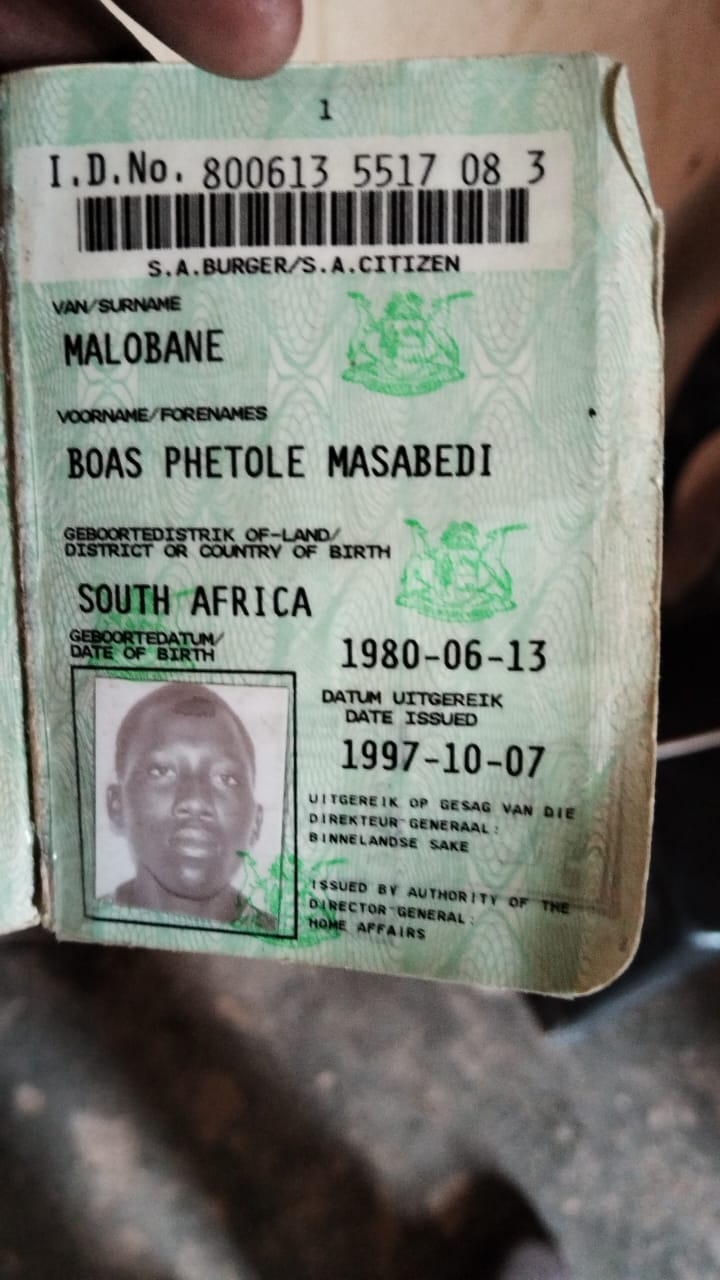 1
I.D.No. 800613 5517 08 3
S.A.BURGER/S.A.CITIZEN
VAN/SURNAME
MALOBANE
VOORNAME/FORENAMES
BOAS PHETOLE MASABEDI
GEBOORTEDISTRIK OF-LAND/
DISTRICT OR COUNTRY OF BIRTH
SOUTH AFRICA
GEBOORTEDATUM/
DATE OF BIRTH
1980-06-13
DATUM UITGEREIK
DATE ISSUED
1997-10-07
UITGEREIK OP GESAG VAN DIE
DIREKTEUR-GENERAAL:
BINNELANDSE SAKE
ISSUED BY AUTHORITY OF THE
DIRECTOR-GENERAL:
HOME AFFAIRS